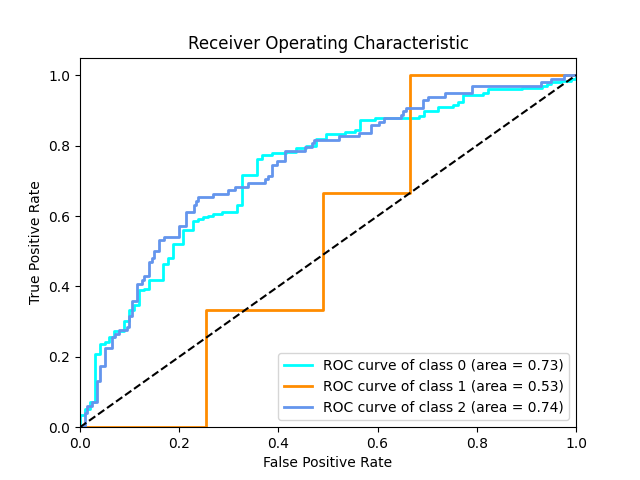 Receiver Operating Characteristic
1.0
0.8
0.6
0.4
0.2
0.0
True Positive Rate
ROC curve of class 0 (area = 0.73)
ROC curve of class 1 (area = 0.53)
ROC curve of class 2 (area = 0.74)
0.0 0.2 0.4 0.6 0.8 1.0
False Positive Rate